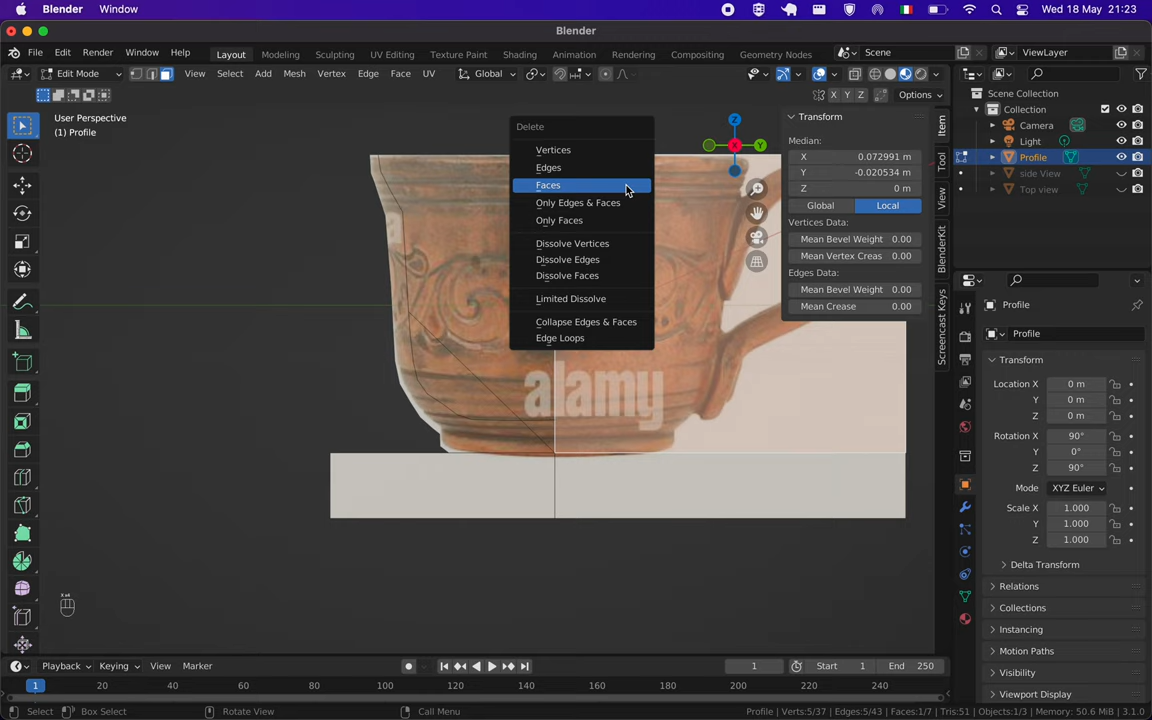 Blender Window Wed 18 May 21:23
Blender
File Edit Render Window Help Layout Modeling Sculpting UV Editing Texture Paint Shading Animation Rendering Compositing Geometry Nodes Scene ViewLayer
Edit Mode View Select Add Mesh Vertex Edge Face UV Global
X Y Z Options
User Perspective
(1) Profile
Delete
Vertices
Edges
Faces
Only Edges & Faces
Only Faces
Dissolve Vertices
Dissolve Edges
Dissolve Faces
Limited Dissolve
Collapse Edges & Faces
Edge Loops
alamy
Z
X
Y
Transform
Median:
X 0.072991 m
Y -0.020534 m
Z 0 m
Global Local
Vertices Data:
Mean Bevel Weight 0.00
Mean Vertex Creas 0.00
Edges Data:
Mean Bevel Weight 0.00
Mean Crease 0.00
Item
Tool
View
BlenderKit
Screencast Keys
Scene Collection
Collection
Camera
Light
Profile
side View
Top view
Profile
Profile
Transform
Location X 0 m
Y 0 m
Z 0 m
Rotation X 90°
Y 0°
Z 90°
Mode XYZ Euler
Scale X 1.000
Y 1.000
Z 1.000
Delta Transform
Relations
Collections
Instancing
Motion Paths
Visibility
Viewport Display
X x4
Playback Keying View Marker 1 Start 1 End 250
1 20 40 60 80 100 120 140 160 180 200 220 240
Select Box Select Rotate View Call Menu Profile | Verts:5/37 | Edges:5/43 | Faces:1/7 | Tris:51 | Objects:1/3 | Memory: 50.6 MiB | 3.1.0